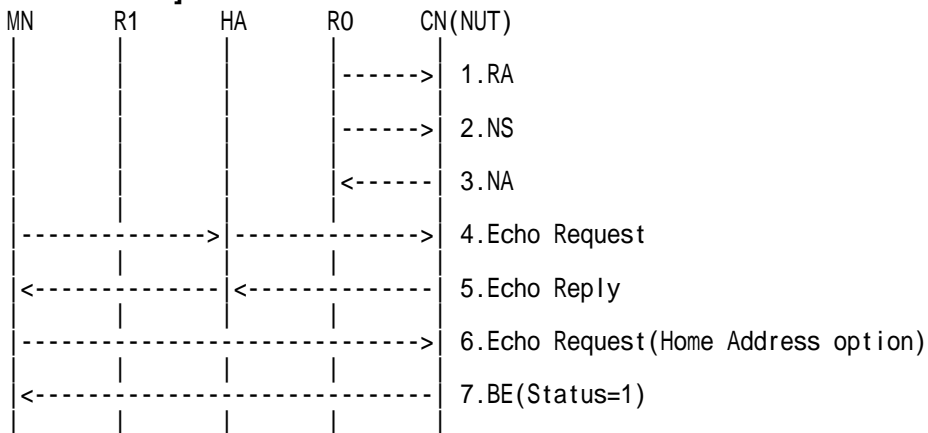 MN R1 HA R0 CN(NUT)
1.RA
2.NS
3.NA
4.Echo Request
5.Echo Reply
6.Echo Request(Home Address option)
7.BE(Status=1)